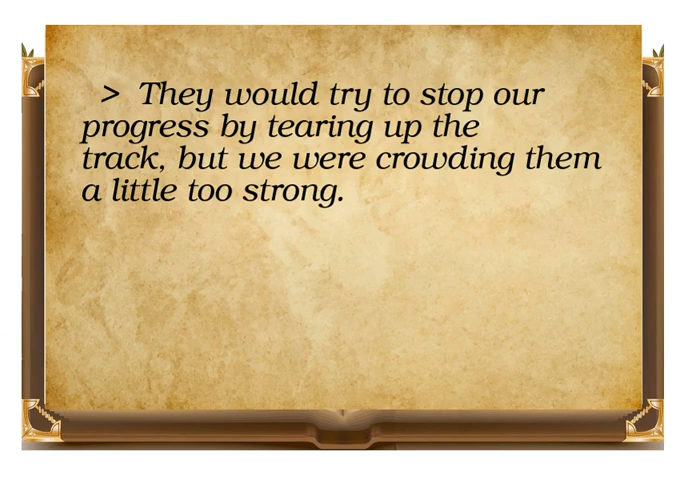 > They would try to stop our
progress by tearing up the
track, but we were crowding them
a little too strong.